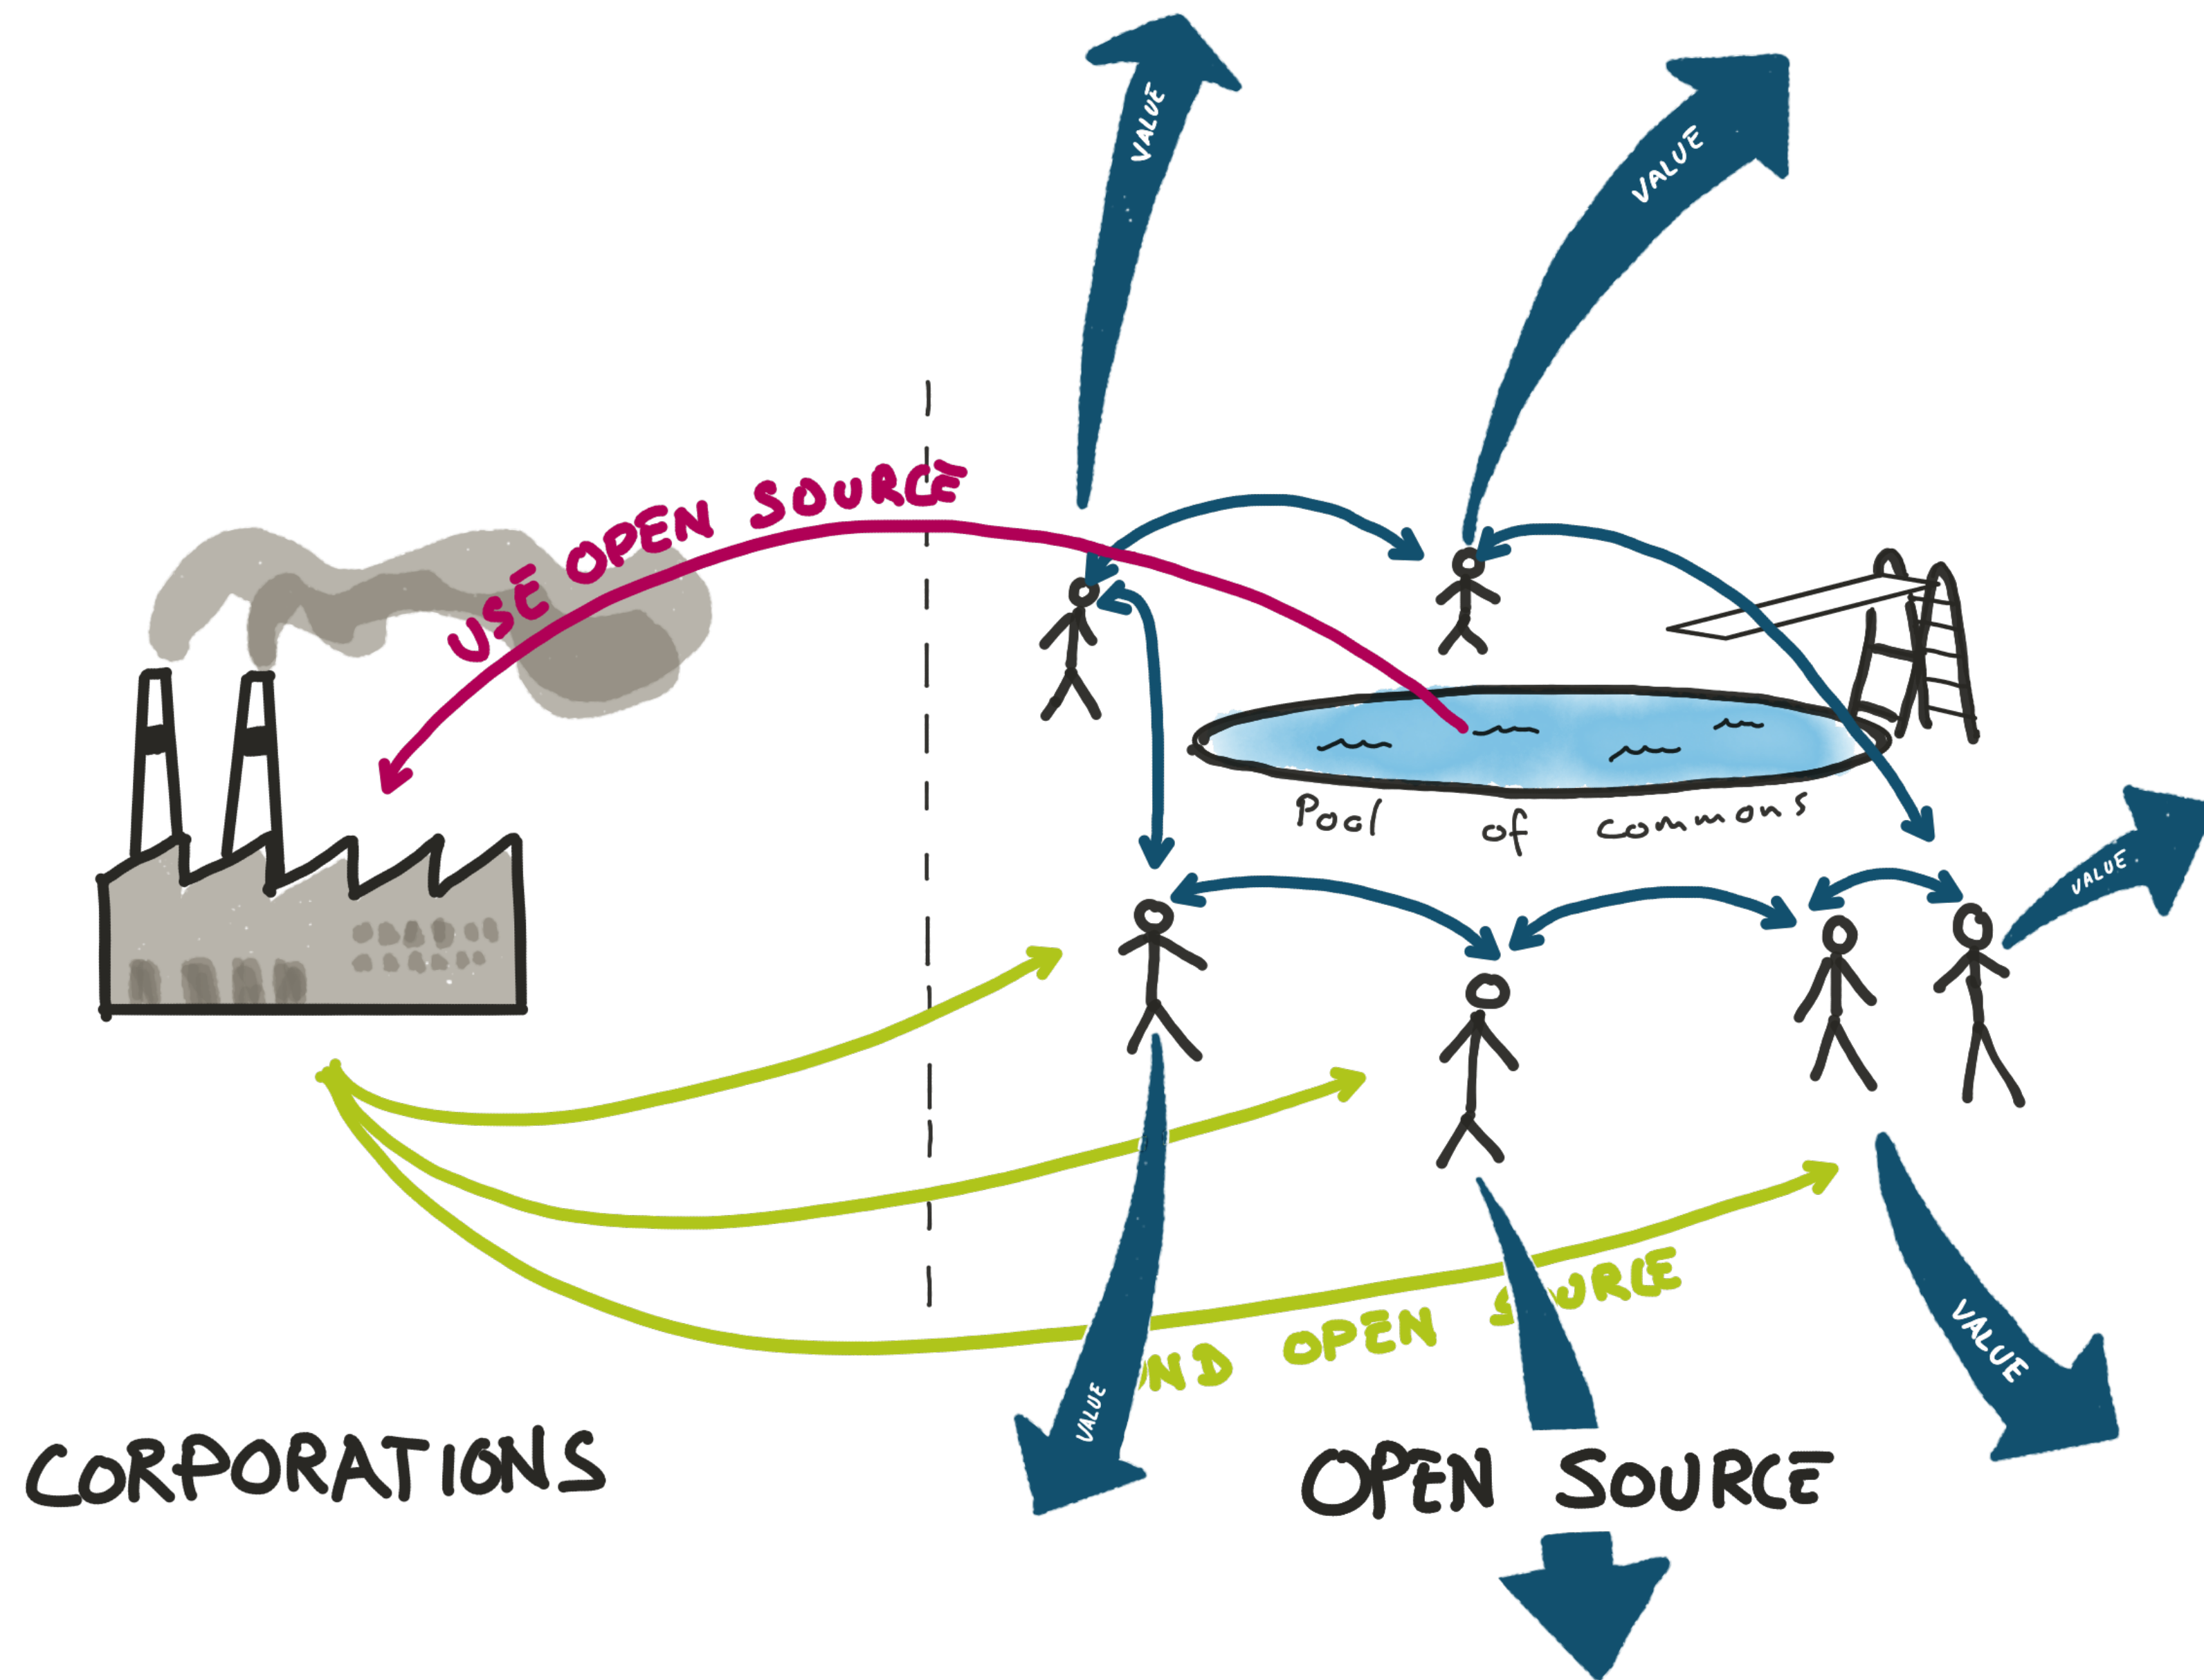 VALUE
VALUE
USE OPEN SOURCE
Pool of commons
VALUE
OPEN
VALUE
VALUE
CORPORATIONS
OPEN SOURCE